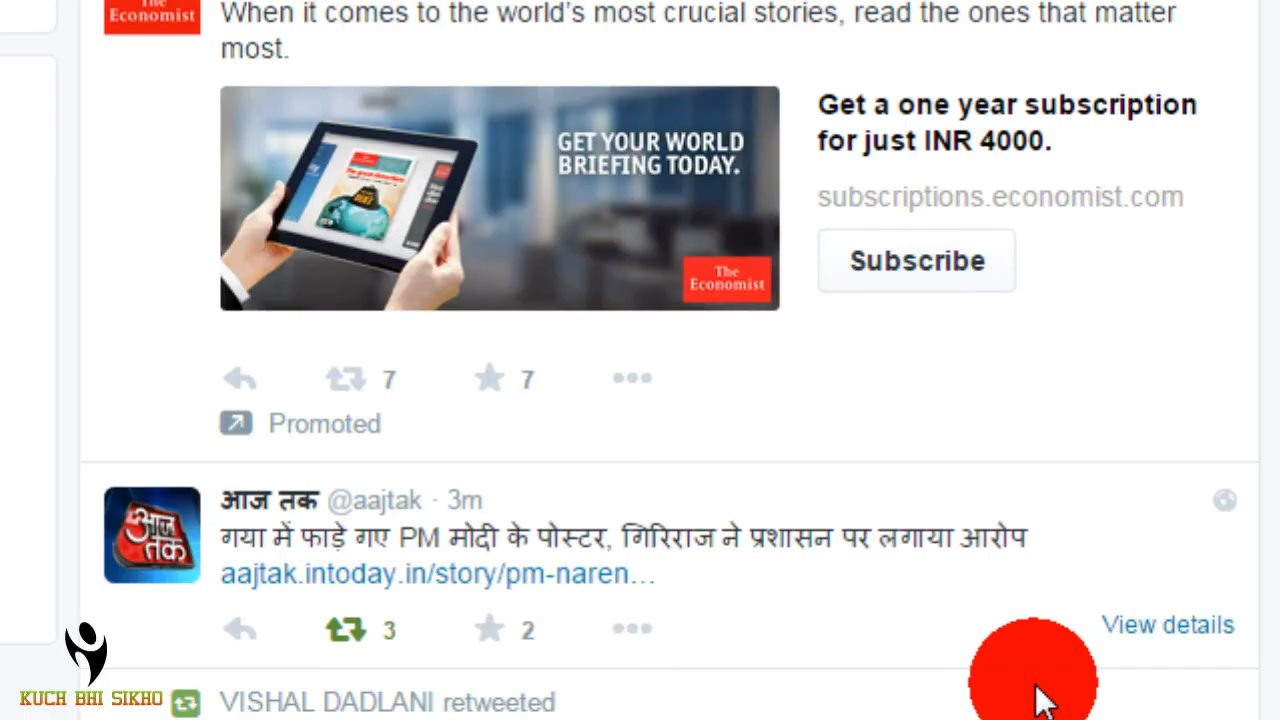 The
Economist
When it comes to the world's most crucial stories, read the ones that matter
most.
GET YOUR WORLD
BRIEFING TODAY.
The
Economist
Get a one year subscription
for just INR 4000.
subscriptions.economist.com
Subscribe
7
7
Promoted
आज तक @aajtak · 3m
गया में फाड़े गए PM मोदी के पोस्टर, गिरिराज ने प्रशासन पर लगाया आरोप
aajtak.intoday.in/story/pm-naren…
आज
तक
3
2
View details
KUCH BHI SIKHO
VISHAL DADLANI retweeted